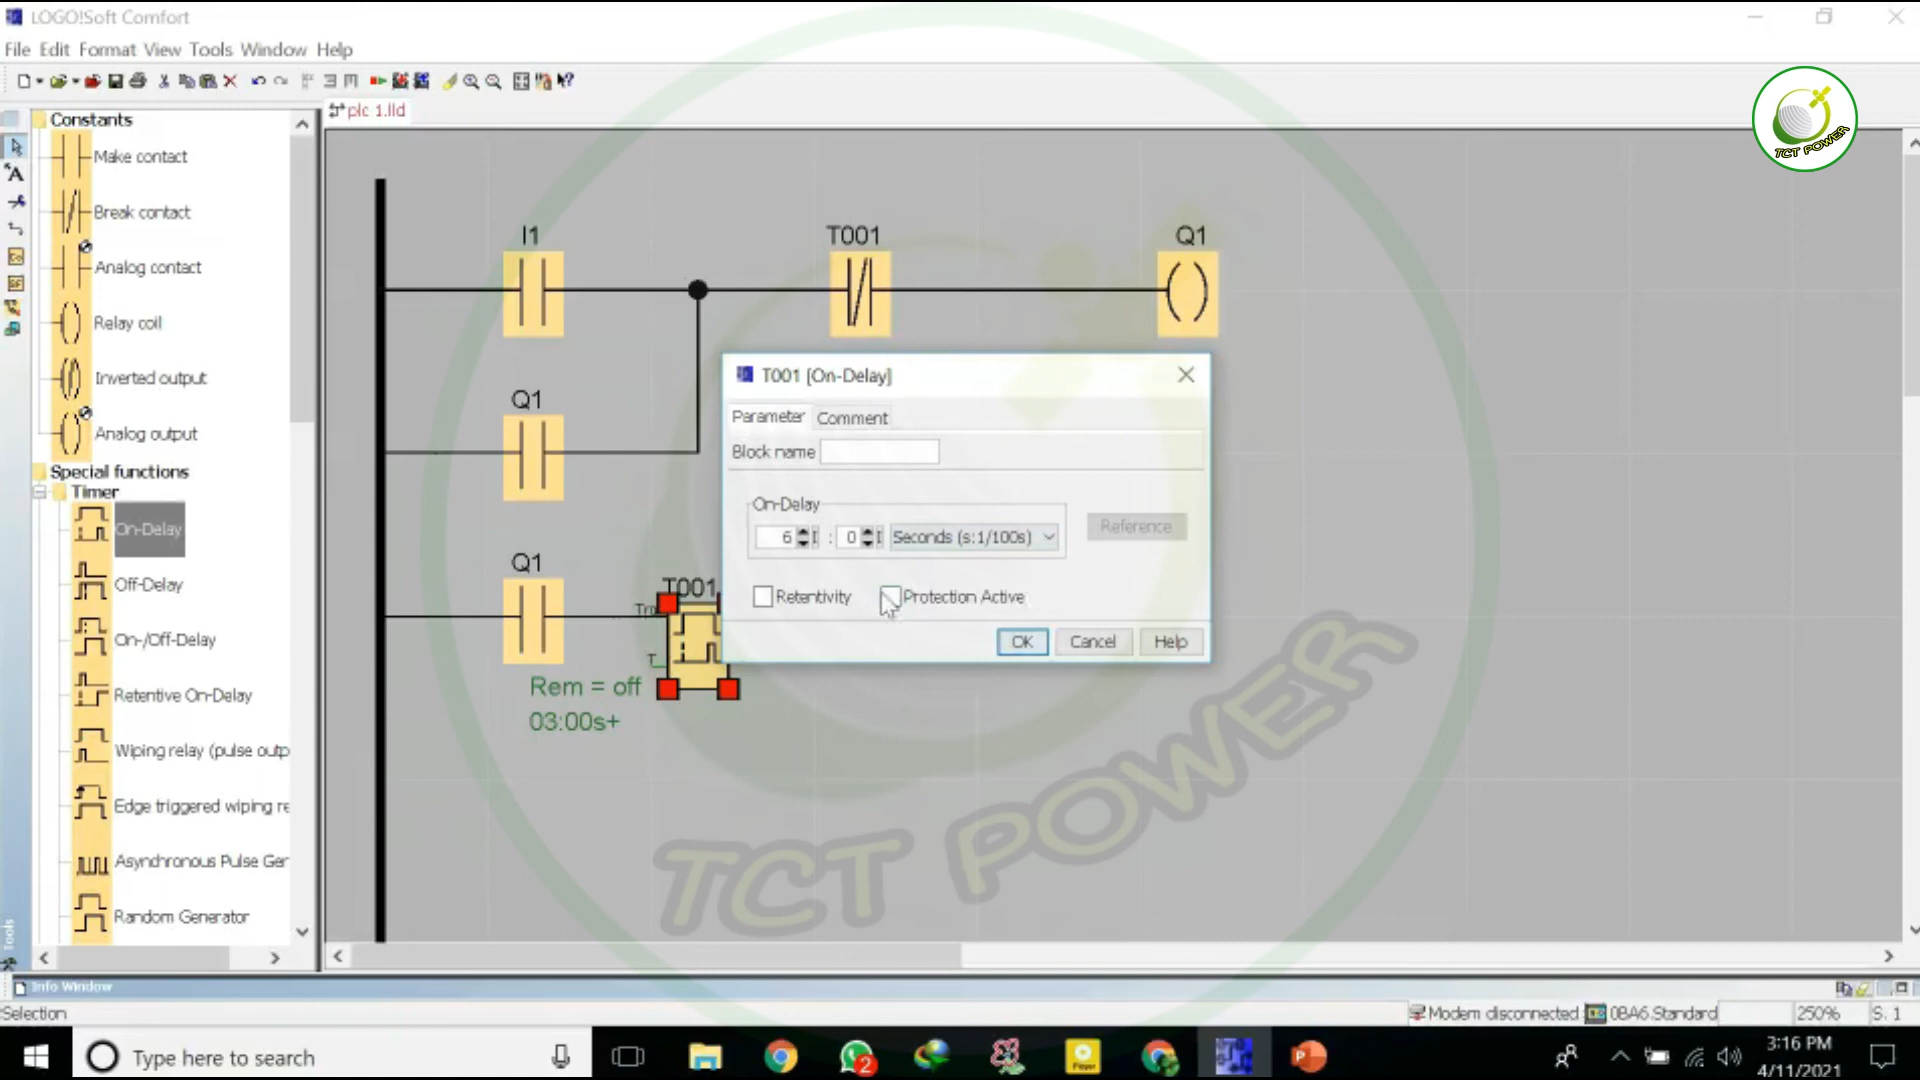 LOGO!Soft Comfort
File Edit Format View Tools Window Help
plc 1.lld
Constants
Make contact
Break contact
Analog contact
Relay coil
Inverted output
Analog output
Special functions
Timer
On-Delay
Off-Delay
On-/Off-Delay
Retentive On-Delay
Wiping relay (pulse outp
Edge triggered wiping re
Asynchronous Pulse Ger
Random Generator
Tools
I1
T001
Q1
Q1
Q1
T001
T
Rem = off
03:00s+
T001 [On-Delay]
Parameter Comment
Block name
On-Delay
6 : 0 Seconds (s:1/100s)
Reference
Retentivity Protection Active
OK Cancel Help
TCT POWER
TCT POWER
Info Window
Selection
Modem disconnected 0BA6.Standard 250% S. 1
Type here to search
2
3:16 PM
4/11/2021